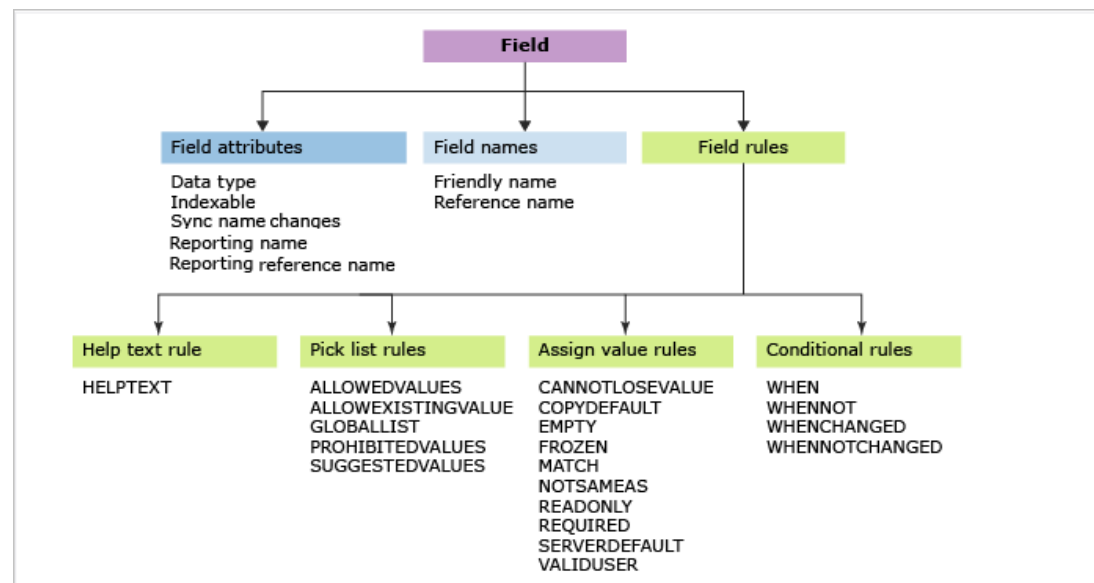 Field
Field attributes
Data type
Indexable
Sync name changes
Reporting name
Reporting reference name
Field names
Friendly name
Reference name
Field rules
Help text rule
HELPTEXT
Pick list rules
ALLOWEDVALUES
ALLOWEXISTINGVALUE
GLOBALLIST
PROHIBITEDVALUES
SUGGESTEDVALUES
Assign value rules
CANNOTLOSEVALUE
COPYDEFAULT
EMPTY
FROZEN
MATCH
NOTSAMEAS
READONLY
REQUIRED
SERVERDEFAULT
VALIDUSER
Conditional rules
WHEN
WHENNOT
WHENCHANGED
WHENNOTCHANGED